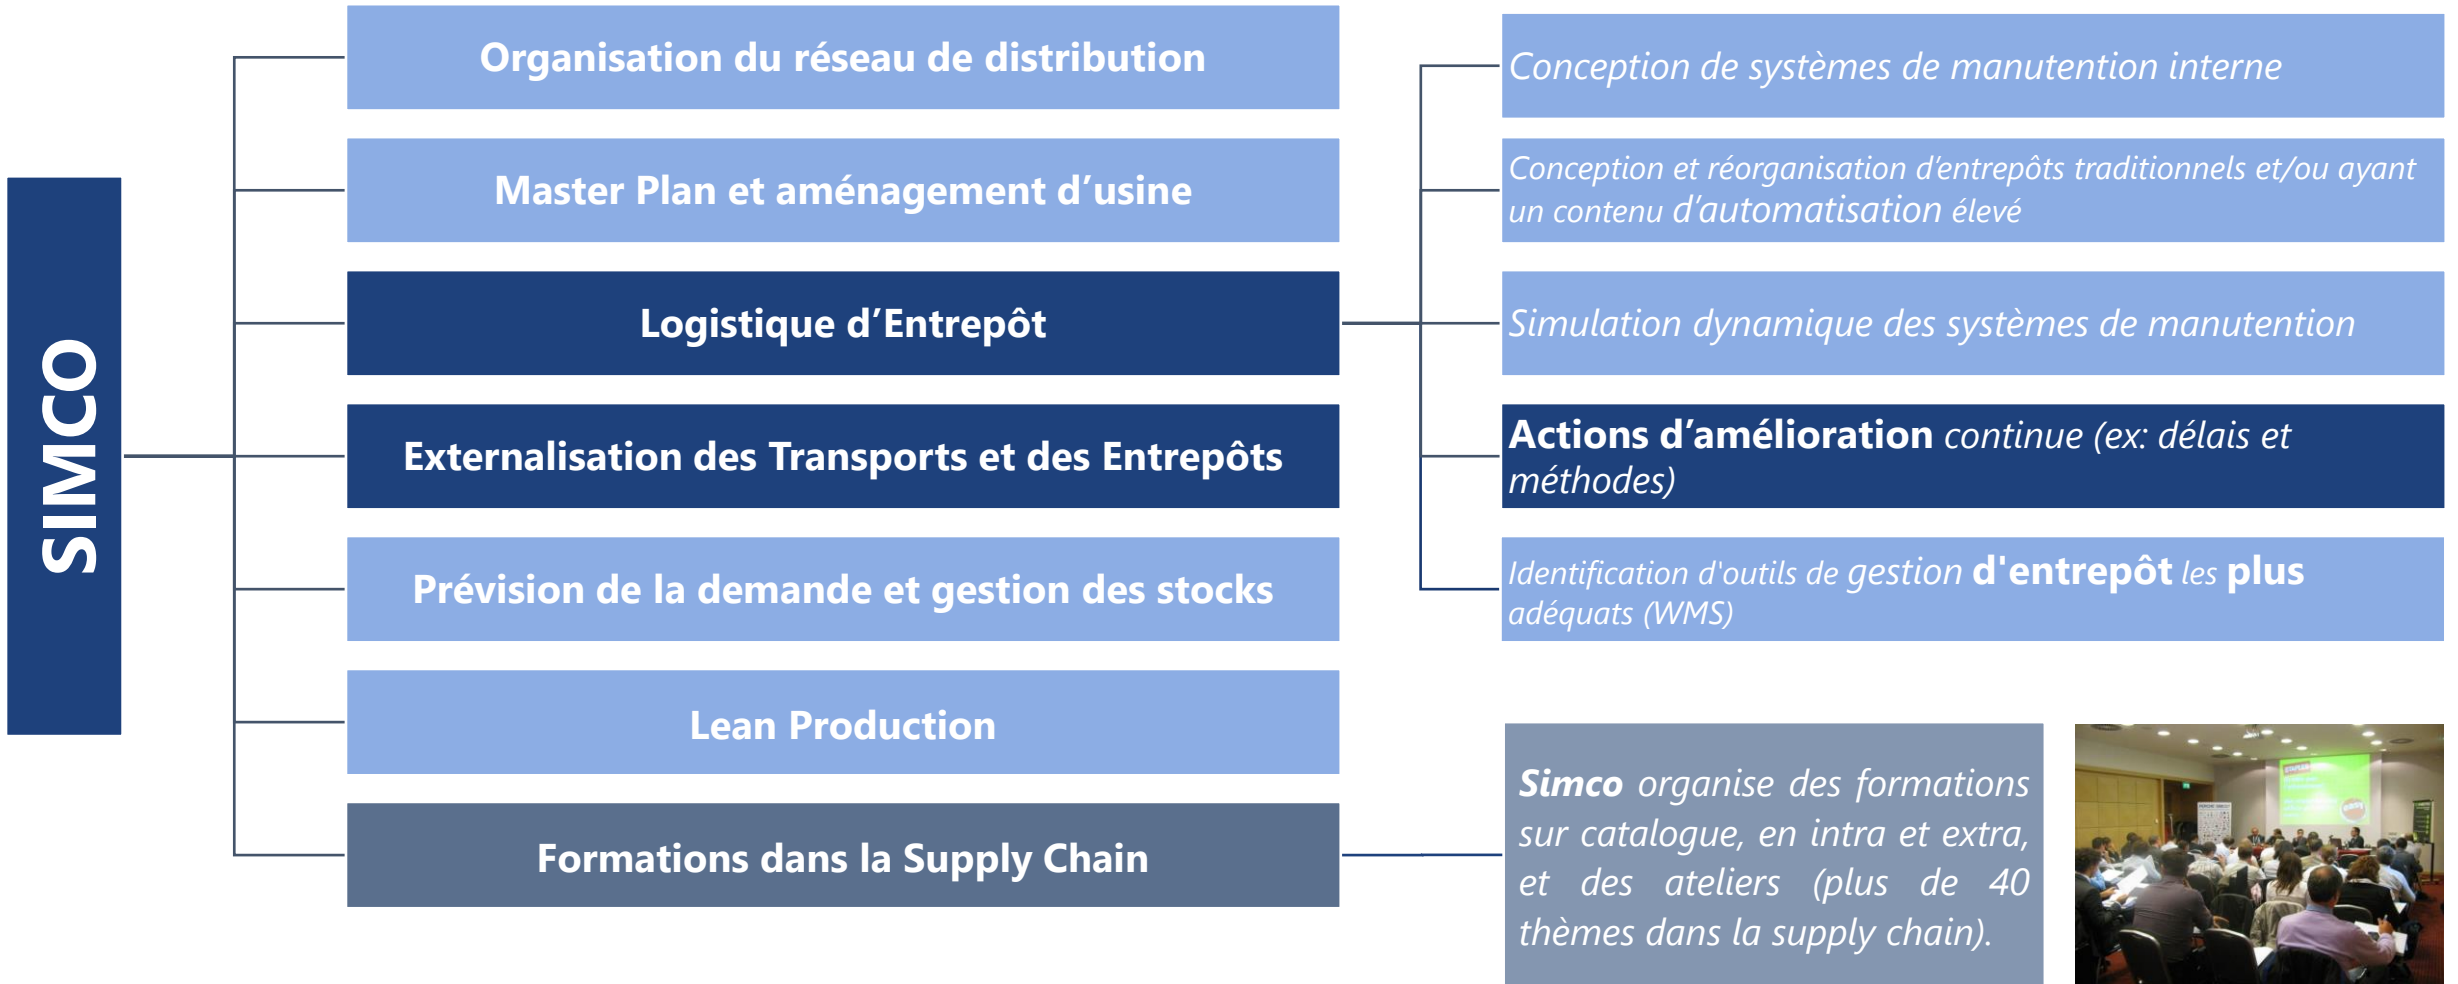 SIMCO
Organisation du réseau de distribution
Master Plan et aménagement d’usine
Logistique d’Entrepôt
Externalisation des Transports et des Entrepôts
Prévision de la demande et gestion des stocks
Lean Production
Formations dans la Supply Chain
Conception de systèmes de manutention interne
Conception et réorganisation d’entrepôts traditionnels et/ou ayant
un contenu d’automatisation élevé
Simulation dynamique des systèmes de manutention
Actions d’amélioration continue (ex: délais et
méthodes)
Identification d'outils de gestion d'entrepôt les plus
adéquats (WMS)
Simco organise des formations
sur catalogue, en intra et extra,
et des ateliers (plus de 40
thèmes dans la supply chain).
STAPLES
easy